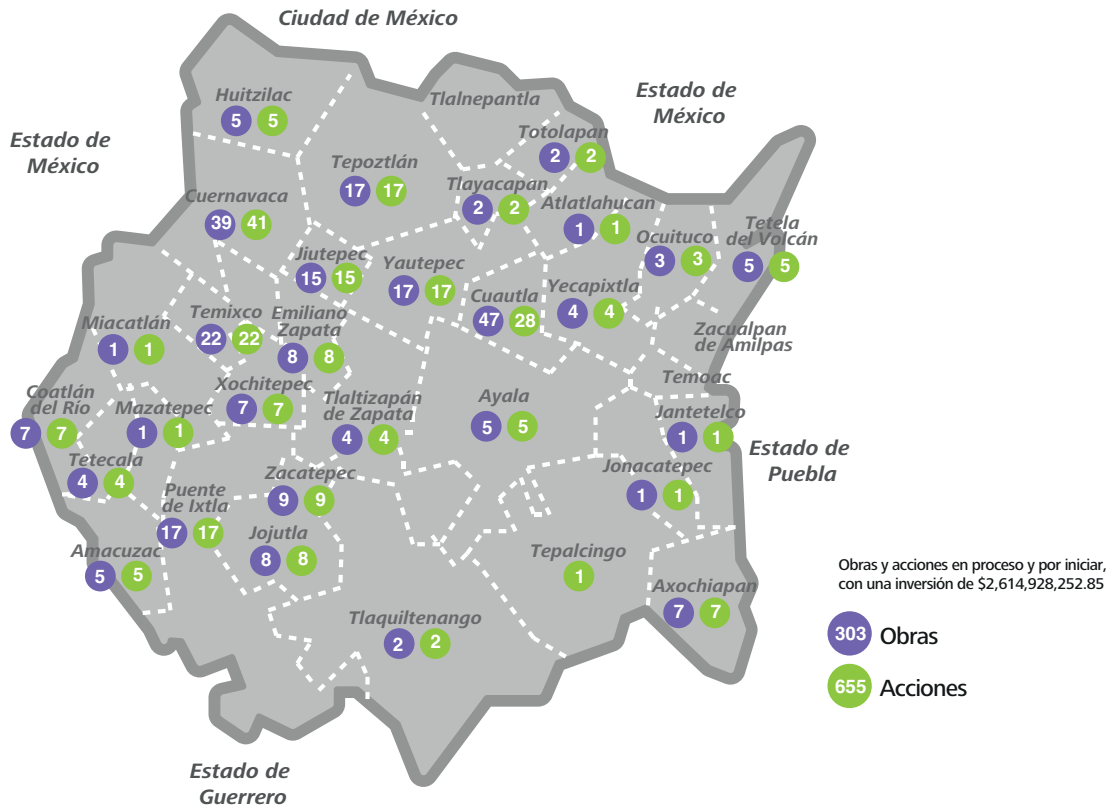 Ciudad de México
Estado de
México
Estado de
México
Huitzilac
5 5
Tlalnepantla
Totolapan
2 2
Tepoztlán
17 17
Tlayacapan
2 2
Atlatlahucan
1 1
Cuernavaca
39 41
Ocuituco
3 3
Tetela
del Volcán
5 5
Jiutepec
15 15
Yautepec
17 17
Cuautla
47 28
Yecapixtla
4 4
Miacatlán
1 1
Temixco
22 22
Emiliano
Zapata
8 8
Zacualpan
de Amilpas
Temoac
Coatlán
del Río
7 7
Mazatepec
1 1
Xochitepec
7 7
Tlaltizapán
de Zapata
4 4
Ayala
5 5
Jantetelco
1 1
Estado de
Puebla
Tetecala
4 4
Puente
de Ixtla
17 17
Zacatepec
9 9
Jonacatepec
1 1
Amacuzac
5 5
Jojutla
8 8
Tepalcingo
1
Axochiapan
7 7
Tlaquiltenango
2 2
Estado de
Guerrero
Obras y acciones en proceso y por iniciar,
con una inversión de $2,614,928,252.85
303 Obras
655 Acciones